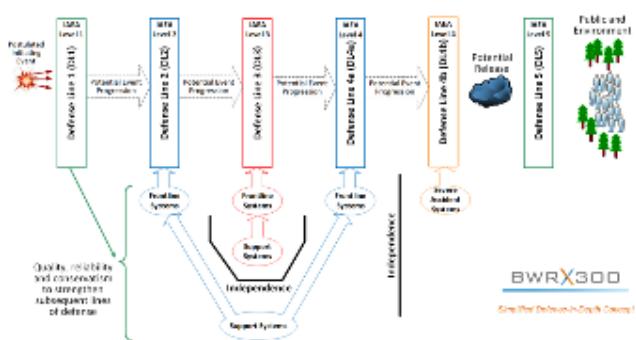 Public and
Environment
IAEA
Level 1
IAEA
Level 2
IAEA
Level 3
IAEA
Level 4
IAEA
Level 4
IAEA
Level 5
Postulated
Initiating
Event
Defense Line 1 (DL1)
Potential Event
Progression
Defense Line 2 (DL2)
Potential Event
Progression
Defense Line 3 (DL3)
Potential Event
Progression
Defense Line 4a (DL4a)
Potential Event
Progression
Defense Line 4b (DL4b)
Potential
Release
Defense Line 5 (DL5)
Frontline
Systems
Frontline
Systems
Frontline
Systems
Severe
Accident
Systems
Support
Systems
Independence
Independence
Quality, reliability
and conservatism
to strengthen
subsequent lines
of defense
Support Systems
BWRX300
Simplified Defense-in-Depth Concept